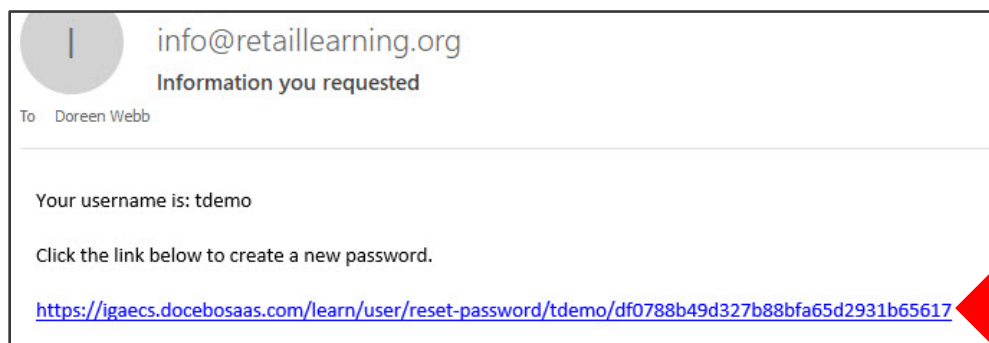 I
info@retaillearning.org
Information you requested
To Doreen Webb
Your username is: tdemo
Click the link below to create a new password.
https://igaecs.docebosaas.com/learn/user/reset-password/tdemo/df0788b49d327b88bfa65d2931b65617